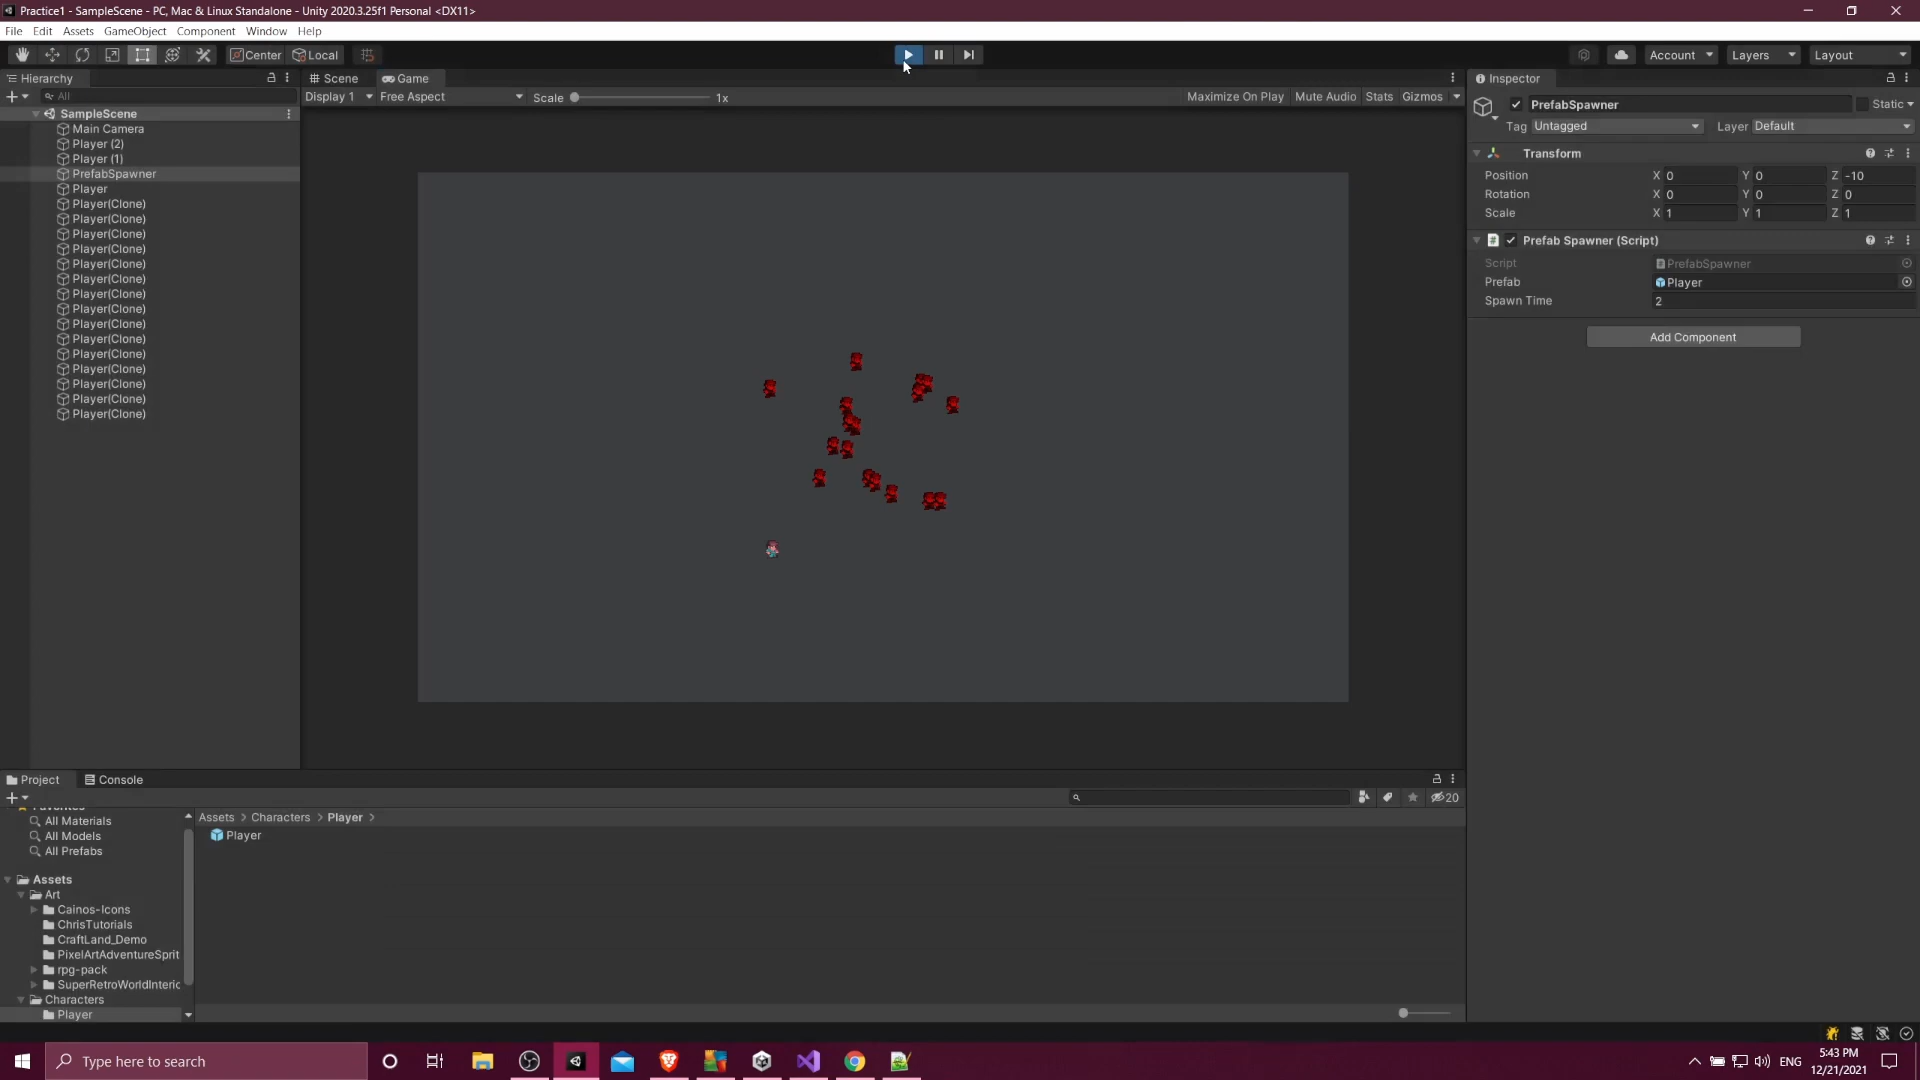 Practice1 - SampleScene - PC, Mac & Linux Standalone - Unity 2020.3.25f1 Personal <DX11>
File Edit Assets GameObject Component Window Help
Center Local Account Layers Layout
Hierarchy Scene Game Inspector
All Display 1 Free Aspect Scale 1x Maximize On Play Mute Audio Stats Gizmos
PrefabSpawner Static
SampleScene
Tag Untagged Layer Default
Main Camera
Player (2)
Transform
Player (1)
PrefabSpawner
Position X 0 Y 0 Z -10
Player
Rotation X 0 Y 0 Z 0
Player(Clone)
Scale X 1 Y 1 Z 1
Player(Clone)
Player(Clone)
Prefab Spawner (Script)
Player(Clone)
Player(Clone)
Script PrefabSpawner
Player(Clone)
Prefab Player
Player(Clone)
Spawn Time 2
Player(Clone)
Player(Clone)
Player(Clone)
Add Component
Player(Clone)
Player(Clone)
Player(Clone)
Player(Clone)
Player(Clone)
Project Console
20
Favorites
Assets > Characters > Player >
All Materials
Player
All Models
All Prefabs
Assets
Art
Cainos-Icons
ChrisTutorials
CraftLand_Demo
PixelArtAdventureSprit
rpg-pack
SuperRetroWorldInteric
Characters
Player
Type here to search
ENG
5:43 PM
12/21/2021